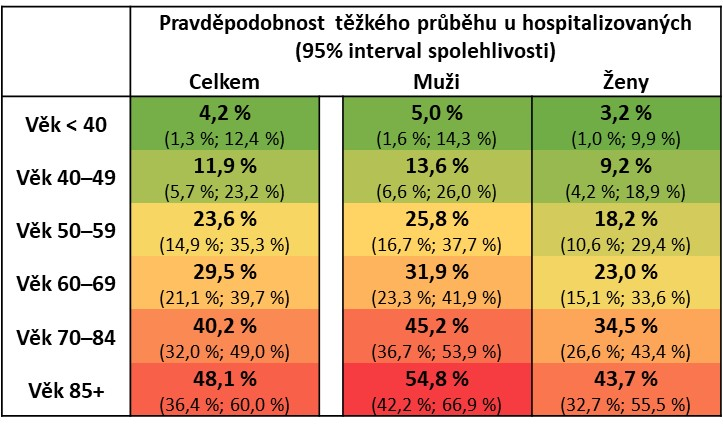 Pravděpodobnost těžkého průběhu u hospitalizovaných
(95% interval spolehlivosti)
Celkem Muži Ženy
Věk < 40 4,2 % 5,0 % 3,2 %
(1,3 %; 12,4 %) (1,6 %; 14,3 %) (1,0 %; 9,9 %)
Věk 40–49 11,9 % 13,6 % 9,2 %
(5,7 %; 23,2 %) (6,6 %; 26,0 %) (4,2 %; 18,9 %)
Věk 50–59 23,6 % 25,8 % 18,2 %
(14,9 %; 35,3 %) (16,7 %; 37,7 %) (10,6 %; 29,4 %)
Věk 60–69 29,5 % 31,9 % 23,0 %
(21,1 %; 39,7 %) (23,3 %; 41,9 %) (15,1 %; 33,6 %)
Věk 70–84 40,2 % 45,2 % 34,5 %
(32,0 %; 49,0 %) (36,7 %; 53,9 %) (26,6 %; 43,4 %)
Věk 85+ 48,1 % 54,8 % 43,7 %
(36,4 %; 60,0 %) (42,2 %; 66,9 %) (32,7 %; 55,5 %)